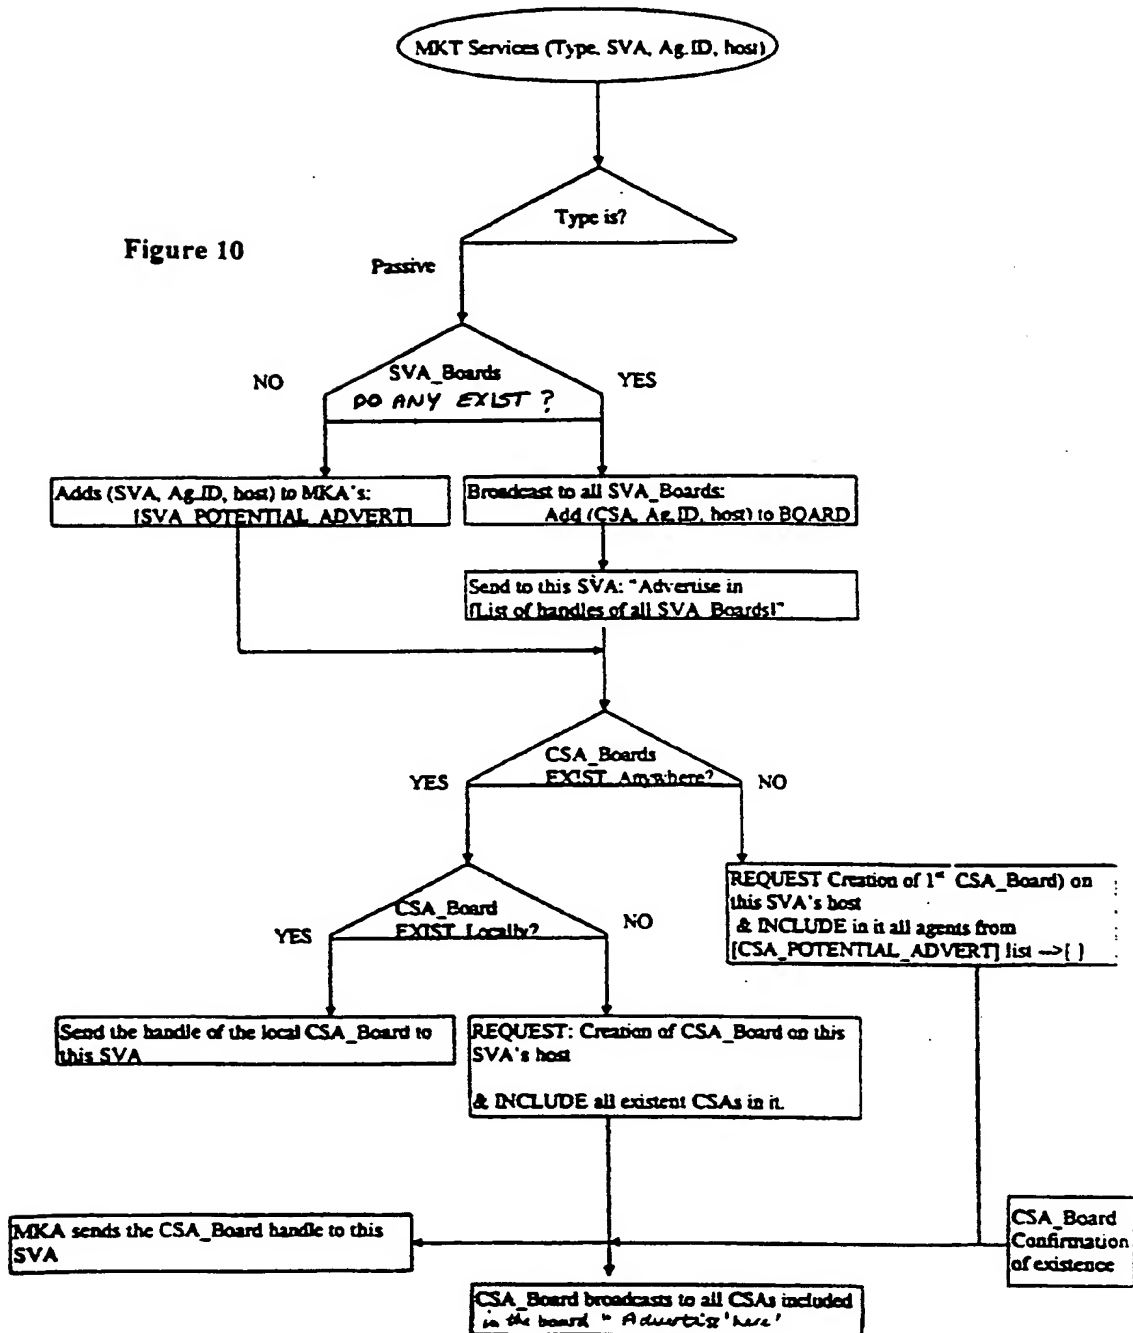 MKT Services (Type, SVA, Ag.ID, host)
Type is?
Figure 10
Passive
NO
SVA_Boards
DO ANY EXIST ?
YES
Adds (SVA, Ag.ID, host) to MKA's:
[SVA_POTENTIAL_ADVERT]
Broadcast to all SVA_Boards:
Add (CSA, Ag.ID, host) to BOARD
Send to this SVA: "Advertise in
[List of handles of all SVA_Boards]"
CSA_Boards
EXIST Anywhere?
YES
NO
CSA_Board
EXIST Locally?
YES
NO
REQUEST Creation of 1st CSA_Board) on
this SVA's host
& INCLUDE in it all agents from
[CSA_POTENTIAL_ADVERT] list -->[ ]
Send the handle of the local CSA_Board to
this SVA
REQUEST: Creation of CSA_Board on this
SVA's host
& INCLUDE all existent CSAs in it.
MKA sends the CSA_Board handle to this
SVA
CSA_Board
Confirmation
of existence
CSA_Board broadcasts to all CSAs included
in the board " Advertise 'here'